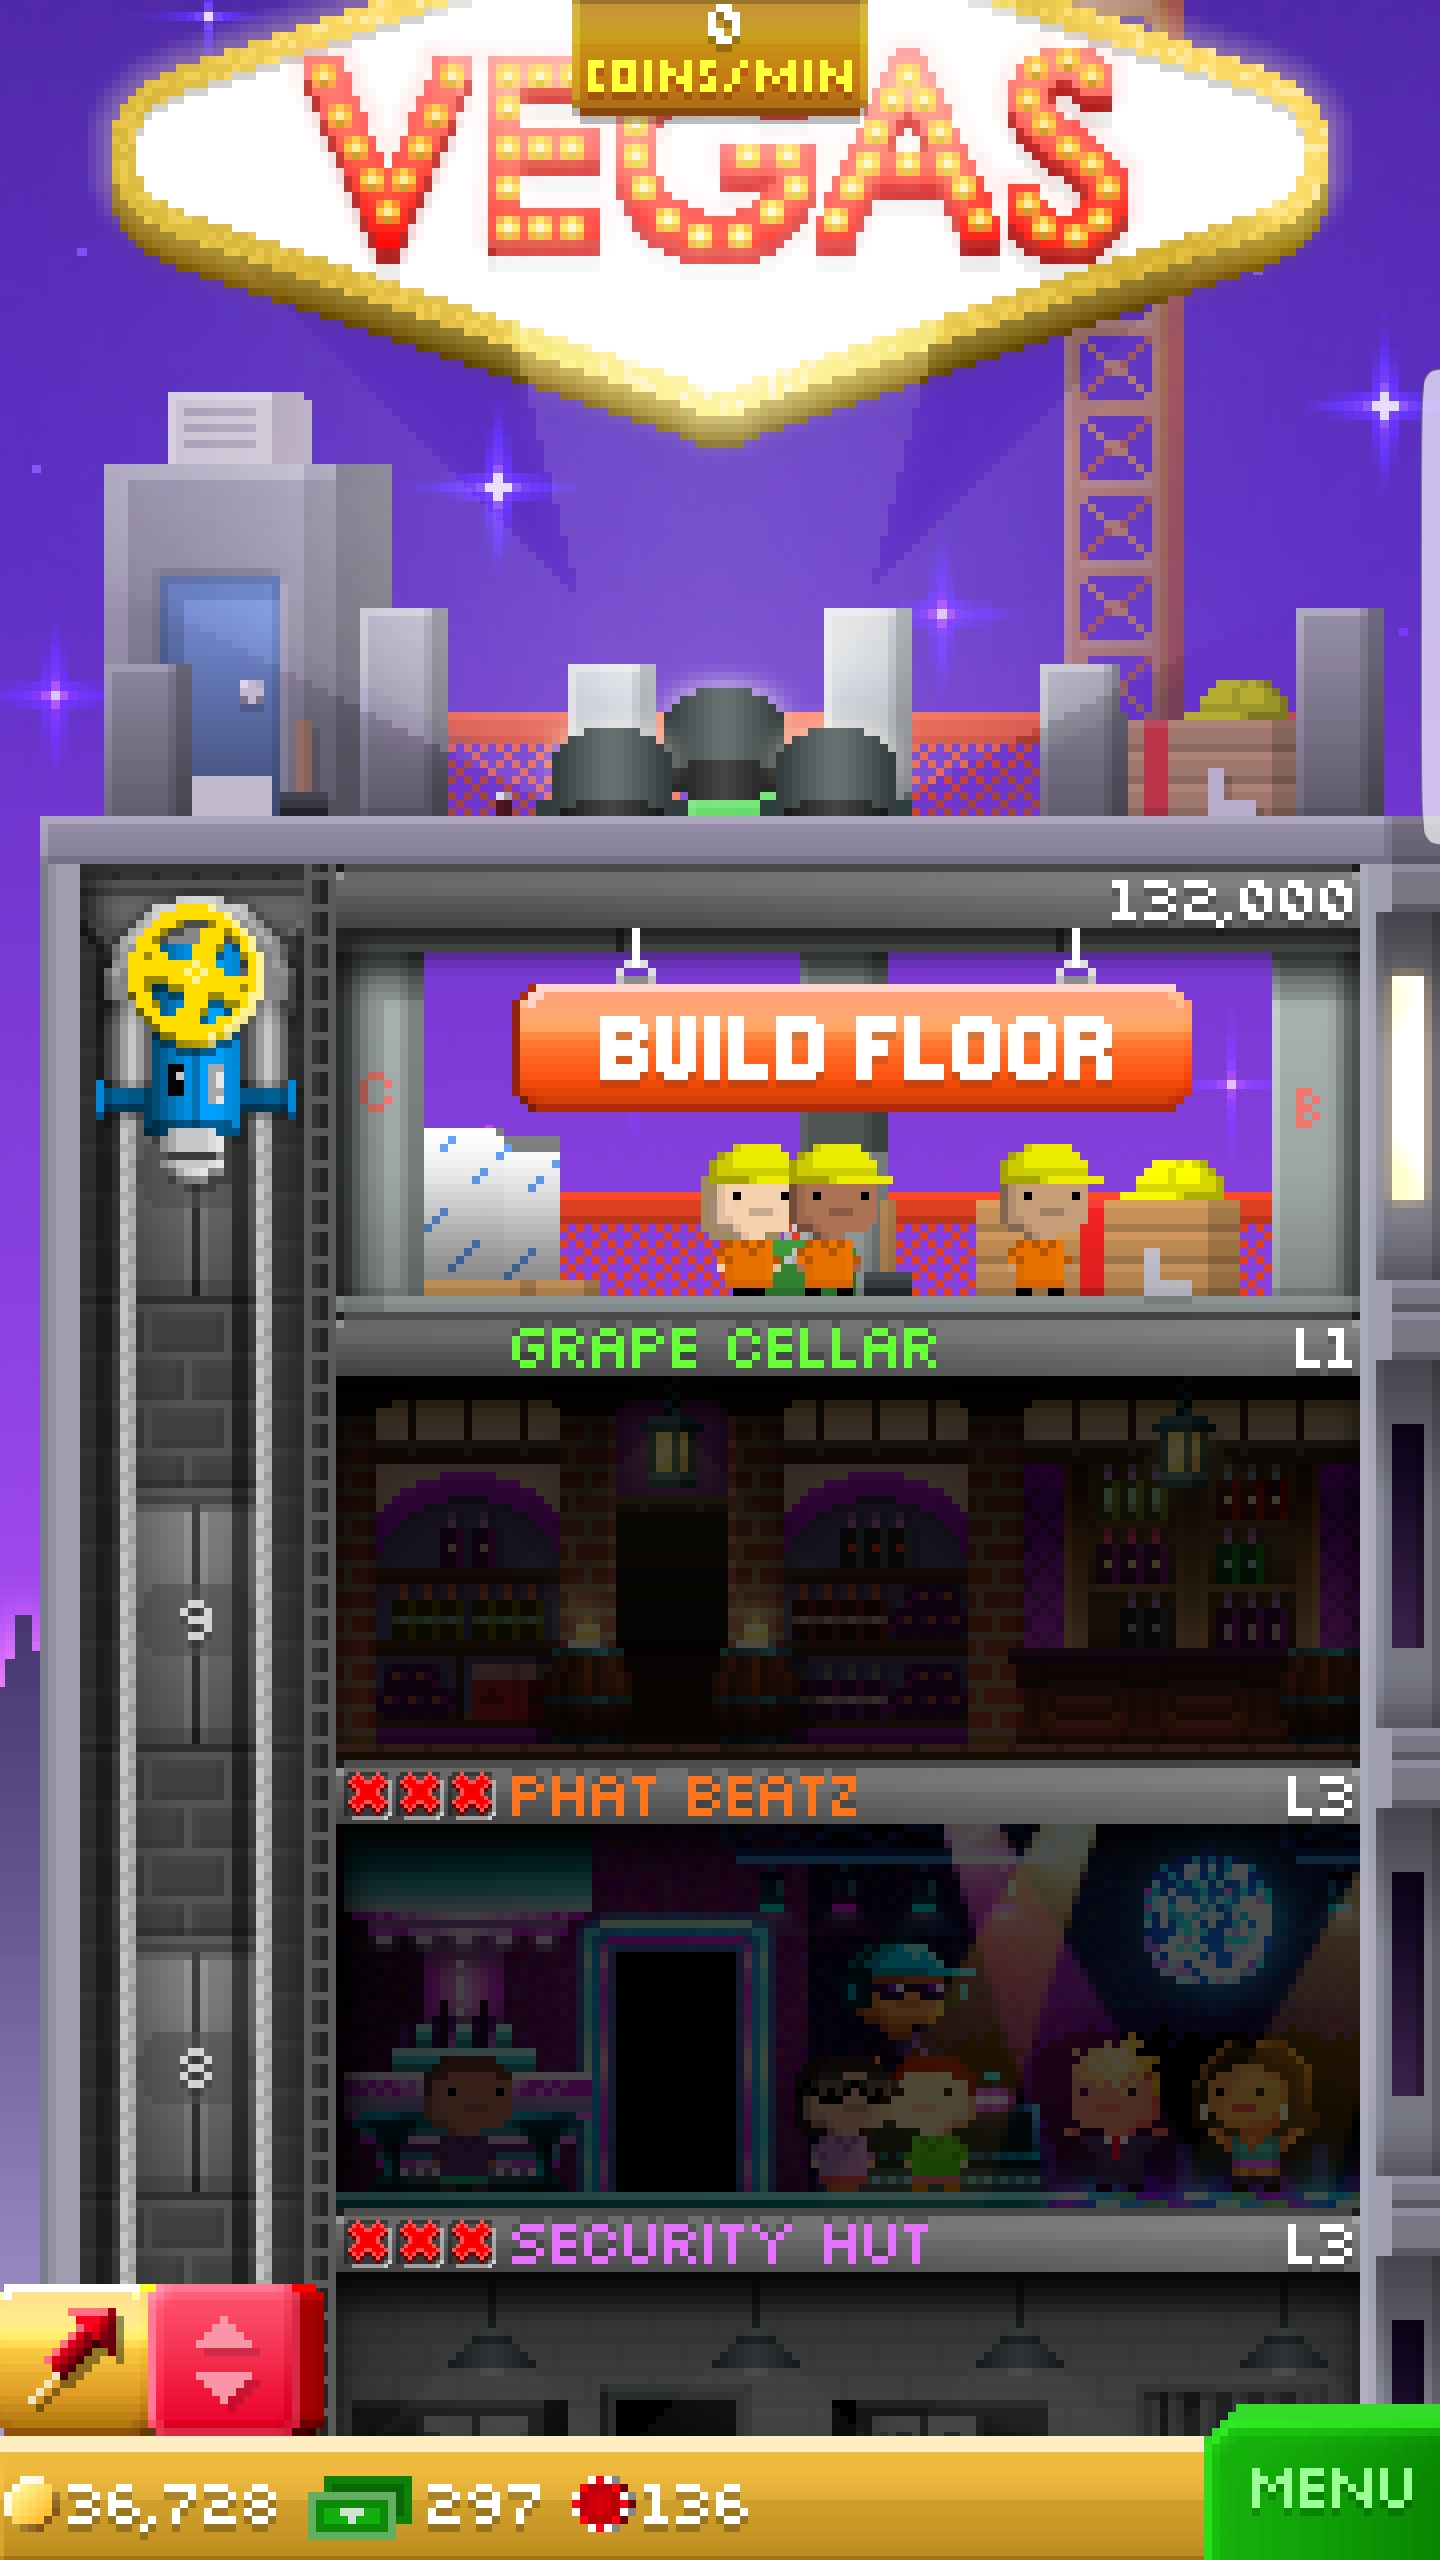 0
COINS/MIN
VEGAS
132,000
BUILD FLOOR
C
B
GRAPE CELLAR L1
9
PHAT BEATZ L3
8
SECURITY HUT L3
36,728 297 136
MENU